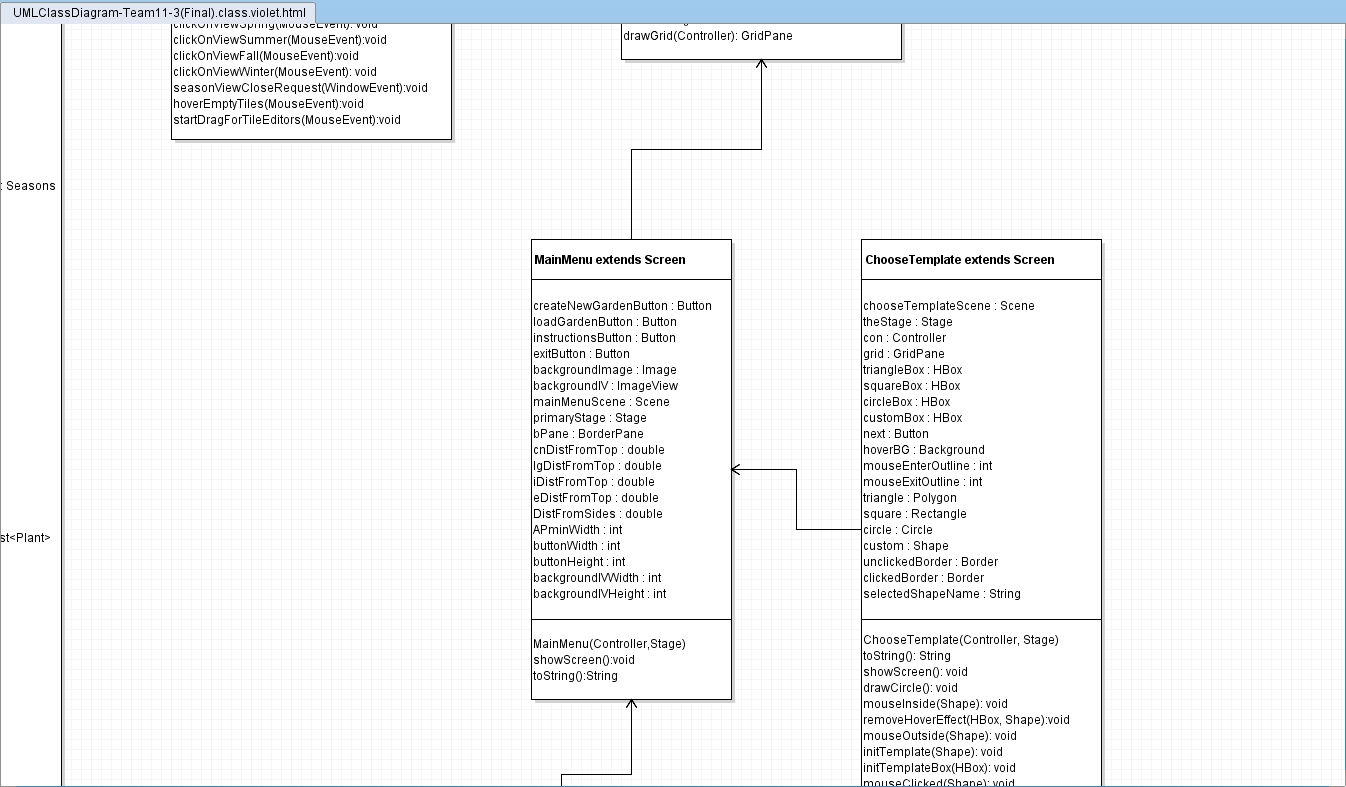 UMLClassDiagram-Team11-3(Final).class.violet.html
clickOnViewSpring(MouseEvent): void
clickOnViewSummer(MouseEvent):void
clickOnViewFall(MouseEvent):void
clickOnViewWinter(MouseEvent): void
seasonViewCloseRequest(WindowEvent):void
hoverEmptyTiles(MouseEvent):void
startDragForTileEditors(MouseEvent):void
drawGrid(Controller): GridPane
: Seasons
st<Plant>
MainMenu extends Screen
createNewGardenButton : Button
loadGardenButton : Button
instructionsButton : Button
exitButton : Button
backgroundImage : Image
backgroundIV : ImageView
mainMenuScene : Scene
primaryStage : Stage
bPane : BorderPane
cnDistFromTop : double
lgDistFromTop : double
iDistFromTop : double
eDistFromTop : double
DistFromSides : double
APminWidth : int
buttonWidth : int
buttonHeight : int
backgroundIVWidth : int
backgroundIVHeight : int
MainMenu(Controller,Stage)
showScreen():void
toString():String
ChooseTemplate extends Screen
chooseTemplateScene : Scene
theStage : Stage
con : Controller
grid : GridPane
triangleBox : HBox
squareBox : HBox
circleBox : HBox
customBox : HBox
next : Button
hoverBG : Background
mouseEnterOutline : int
mouseExitOutline : int
triangle : Polygon
square : Rectangle
circle : Circle
custom : Shape
unclickedBorder : Border
clickedBorder : Border
selectedShapeName : String
ChooseTemplate(Controller, Stage)
toString(): String
showScreen(): void
drawCircle(): void
mouseInside(Shape): void
removeHoverEffect(HBox, Shape):void
mouseOutside(Shape): void
initTemplate(Shape): void
initTemplateBox(HBox): void
mouseClicked(Shape): void